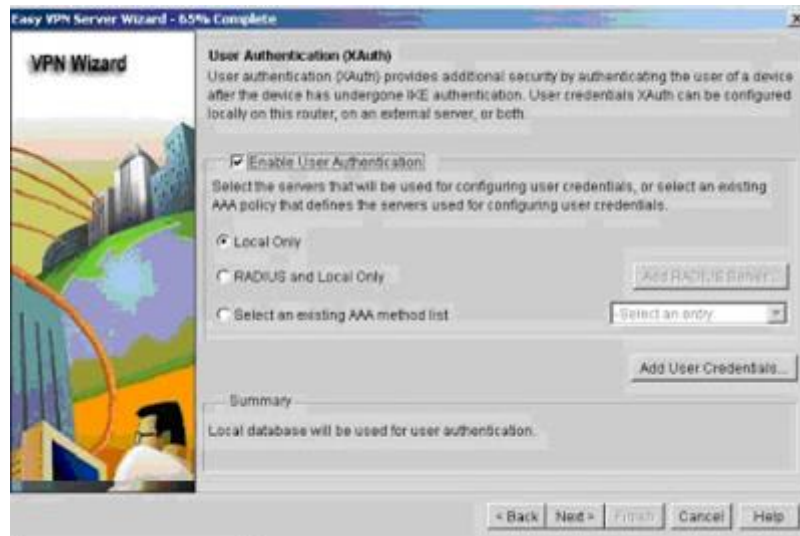 Easy VPN Server Wizard - 65% Complete
VPN Wizard
User Authentication (XAuth)
User authentication (XAuth) provides additional security by authenticating the user of a device
after the device has undergone IKE authentication. User credentials XAuth can be configured
locally on this router, on an external server, or both.
Enable User Authentication
Select the servers that will be used for configuring user credentials, or select an existing
AAA policy that defines the servers used for configuring user credentials.
Local Only
RADIUS and Local Only
Add RADIUS Server...
Select an existing AAA method list
-Select an entry-
Add User Credentials...
Summary
Local database will be used for user authentication.
< Back
Next >
Finish
Cancel
Help